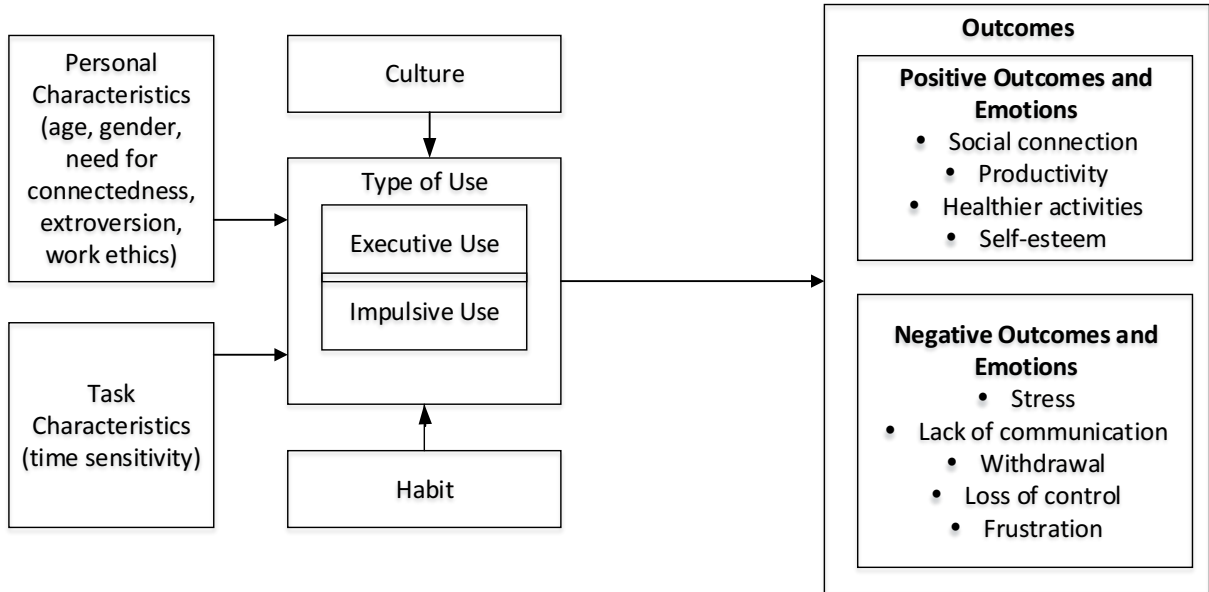 Personal
Characteristics
(age, gender,
need for
connectedness,
extroversion,
work ethics)
Task
Characteristics
(time sensitivity)
Culture
Type of Use
Executive Use
Impulsive Use
Habit
Outcomes
Positive Outcomes and
Emotions
• Social connection
• Productivity
• Healthier activities
• Self-esteem
Negative Outcomes and
Emotions
• Stress
• Lack of communication
• Withdrawal
• Loss of control
• Frustration